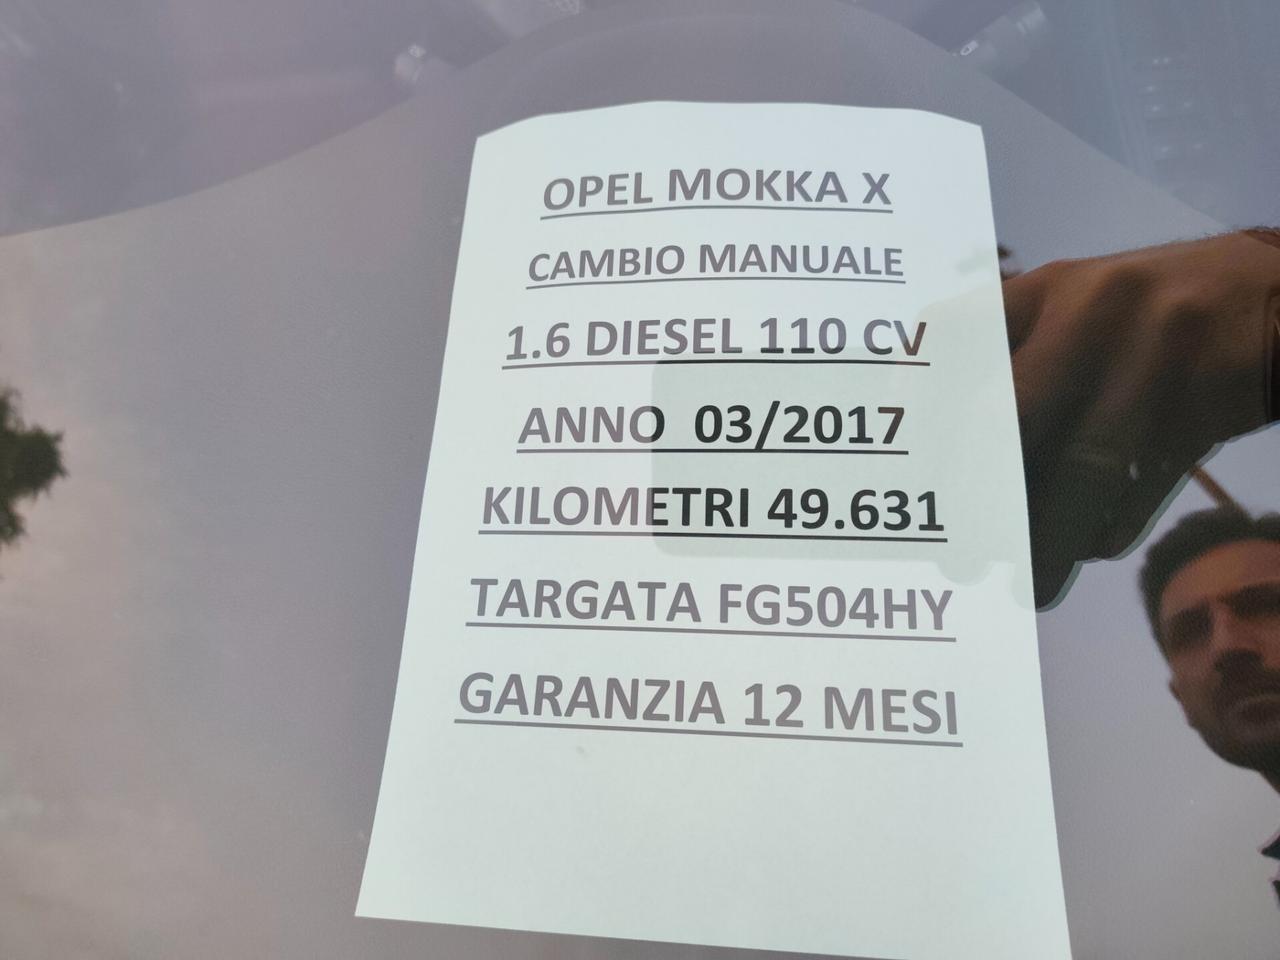 OPEL MOKKA X
CAMBIO MANUALE
1.6 DIESEL 110 CV
ANNO 03/2017
KILOMETRI 49.631
TARGATA FG504HY
GARANZIA 12 MESI